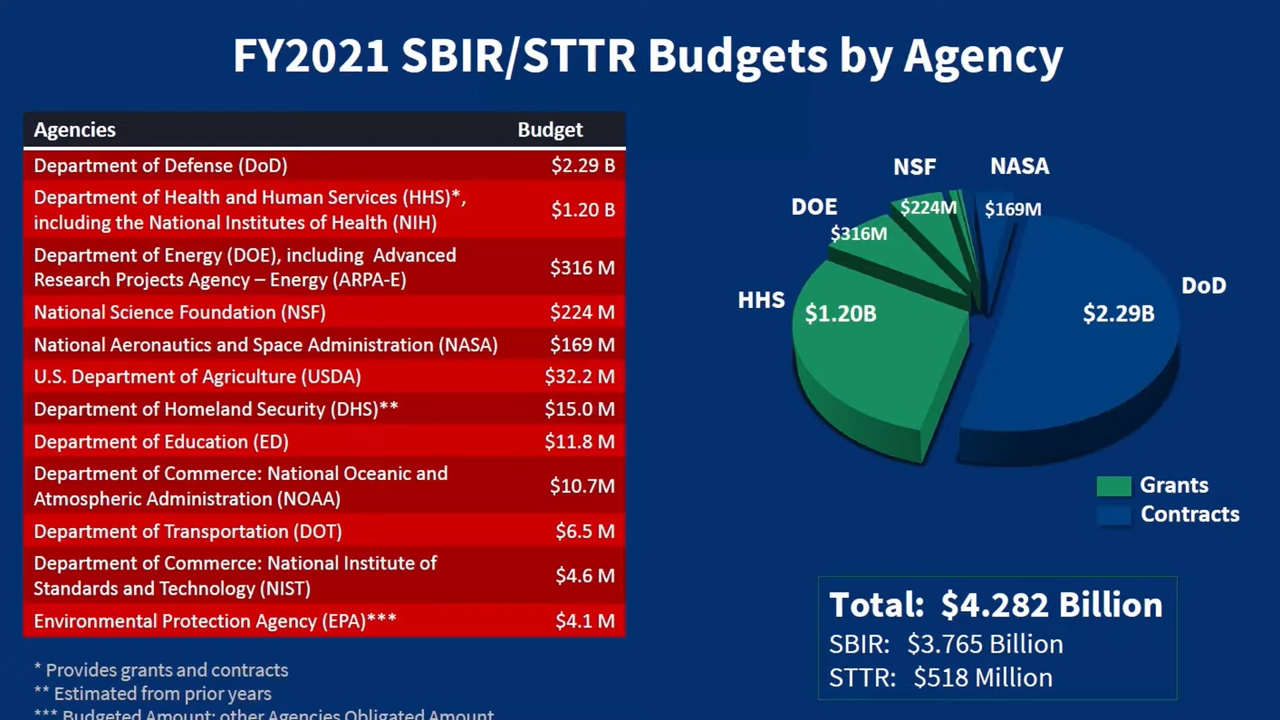 FY2021 SBIR/STTR Budgets by Agency
Agencies Budget
Department of Defense (DoD) $2.29 B
Department of Health and Human Services (HHS)*,
including the National Institutes of Health (NIH) $1.20 B
Department of Energy (DOE), including Advanced
Research Projects Agency – Energy (ARPA-E) $316 M
National Science Foundation (NSF) $224 M
National Aeronautics and Space Administration (NASA) $169 M
U.S. Department of Agriculture (USDA) $32.2 M
Department of Homeland Security (DHS)** $15.0 M
Department of Education (ED) $11.8 M
Department of Commerce: National Oceanic and
Atmospheric Administration (NOAA) $10.7M
Department of Transportation (DOT) $6.5 M
Department of Commerce: National Institute of
Standards and Technology (NIST) $4.6 M
Environmental Protection Agency (EPA)*** $4.1 M
* Provides grants and contracts
** Estimated from prior years
*** Budgeted Amount; other Agencies Obligated Amount
NSF
NASA
DOE
$224M
$169M
$316M
HHS
$1.20B
DoD
$2.29B
Grants
Contracts
Total: $4.282 Billion
SBIR: $3.765 Billion
STTR: $518 Million